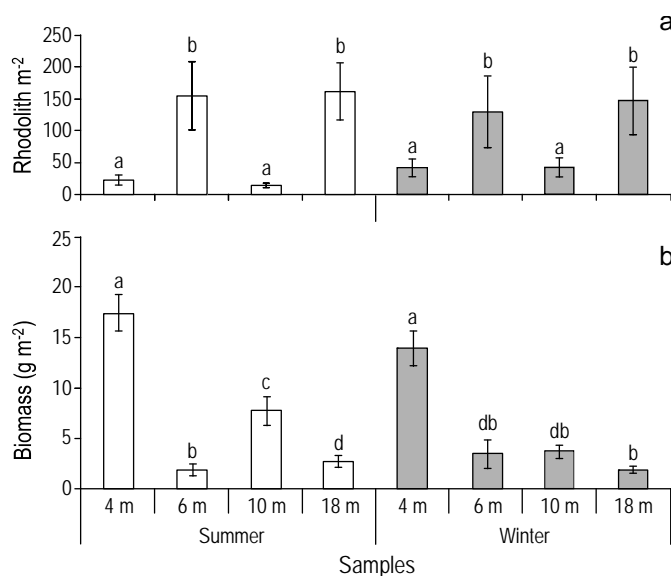 a
250
200
150
100
50
0
Rhodolith m-2
a b a b a b a b
b
25
20
15
10
5
0
Biomass (g m-2)
a b c d a db db b
4 m 6 m 10 m 18 m 4 m 6 m 10 m 18 m
Summer Winter
Samples